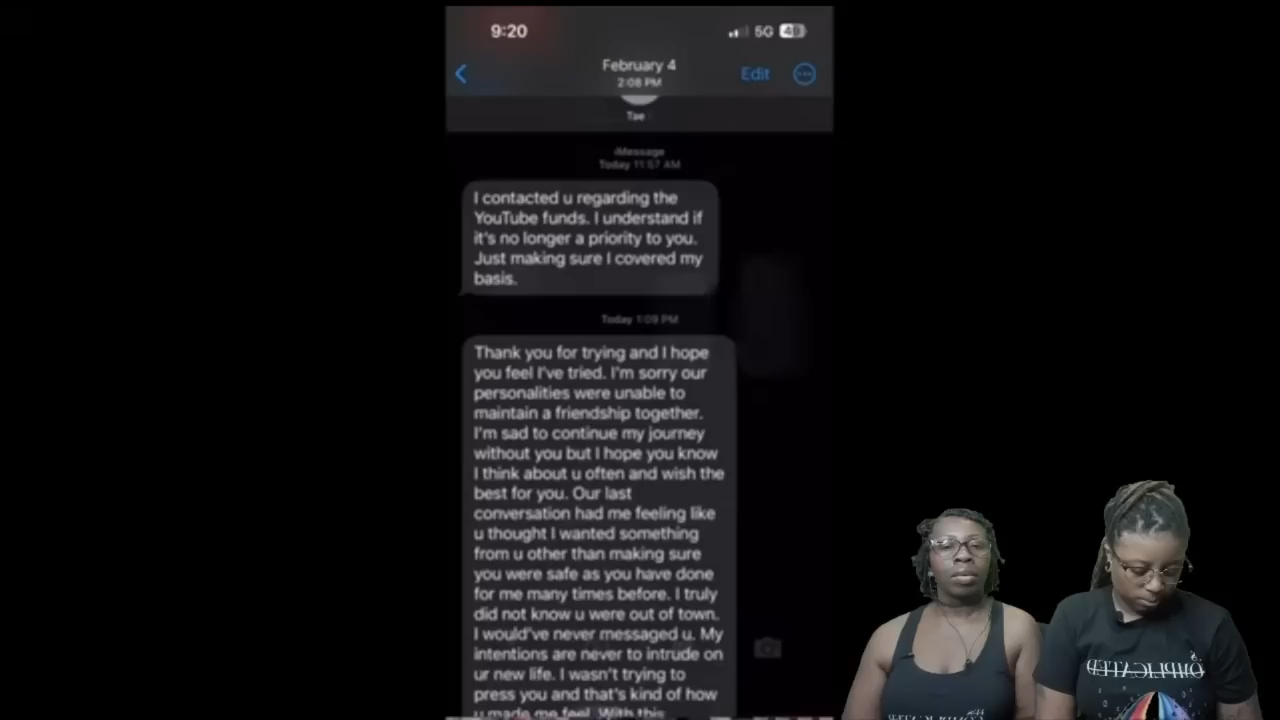 9:20
5G
February 4
2:08 PM
Edit
Tae
iMessage
Today 11:57 AM
I contacted u regarding the
YouTube funds. I understand if
it's no longer a priority to you.
Just making sure I covered my
basis.
Today 1:09 PM
Thank you for trying and I hope
you feel I've tried. I'm sorry our
personalities were unable to
maintain a friendship together.
I'm sad to continue my journey
without you but I hope you know
I think about u often and wish the
best for you. Our last
conversation had me feeling like
u thought I wanted something
from u other than making sure
you were safe as you have done
for me many times before. I truly
did not know u were out of town.
I would've never messaged u. My
intentions are never to intrude on
ur new life. I wasn't trying to
press you and that's kind of how
u made me feel. With this